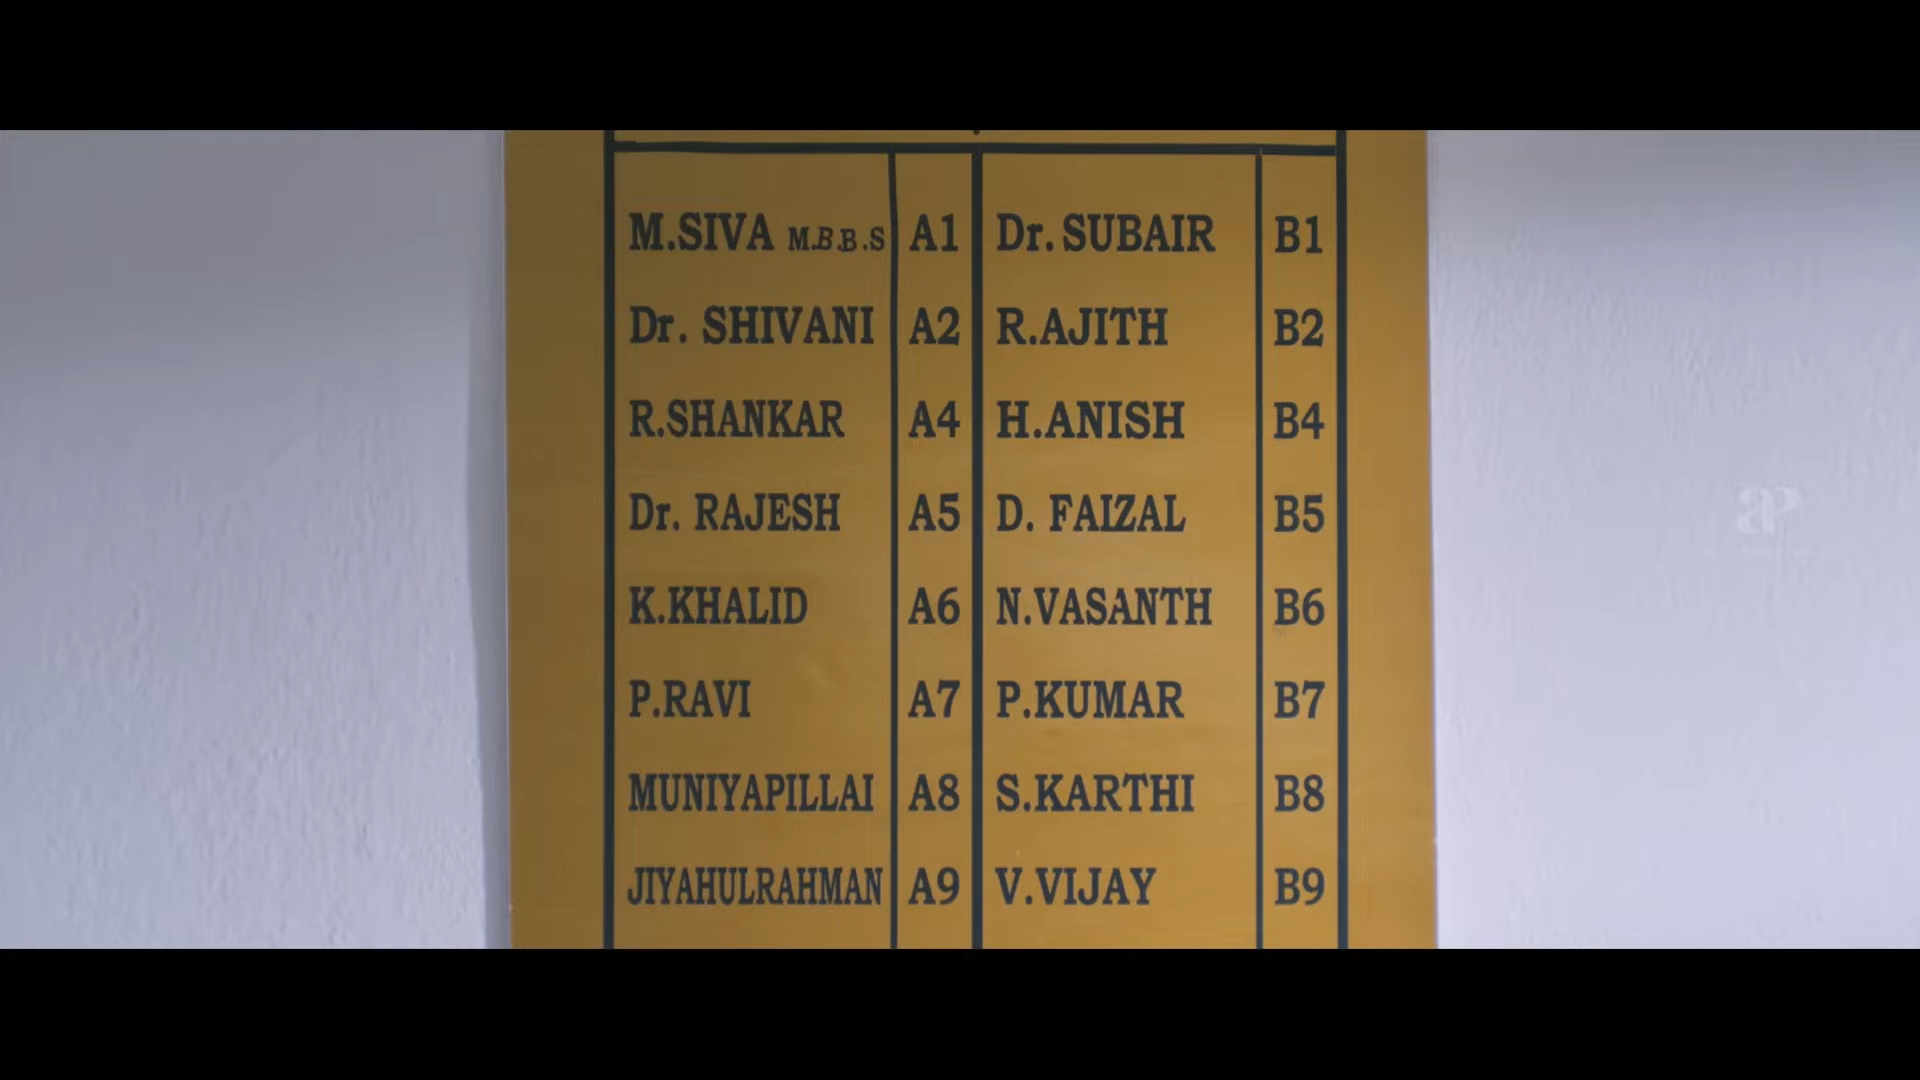 M.SIVA M.B.B.S A1 Dr. SUBAIR B1
Dr. SHIVANI A2 R.AJITH B2
R.SHANKAR A4 H.ANISH B4
Dr. RAJESH A5 D. FAIZAL B5
K.KHALID A6 N.VASANTH B6
P.RAVI A7 P.KUMAR B7
MUNIYAPILLAI A8 S.KARTHI B8
JIYAHULRAHMAN A9 V.VIJAY B9